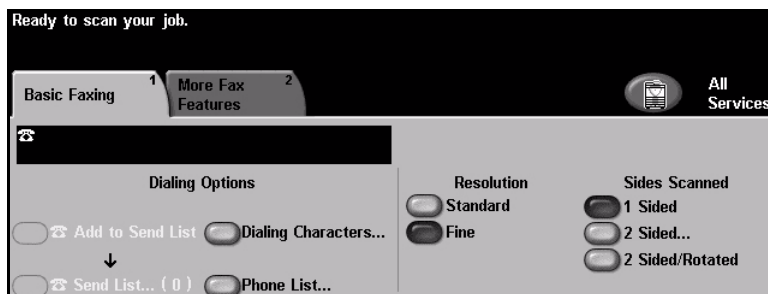 Ready to scan your job.
Basic Faxing 1
More Fax 2
Features
All
Services
☎
Dialing Options
☎ Add to Send List
Dialing Characters...
↓
☎ Send List... ( 0 )
Phone List...
Resolution
Standard
Fine
Sides Scanned
1 Sided
2 Sided...
2 Sided/Rotated